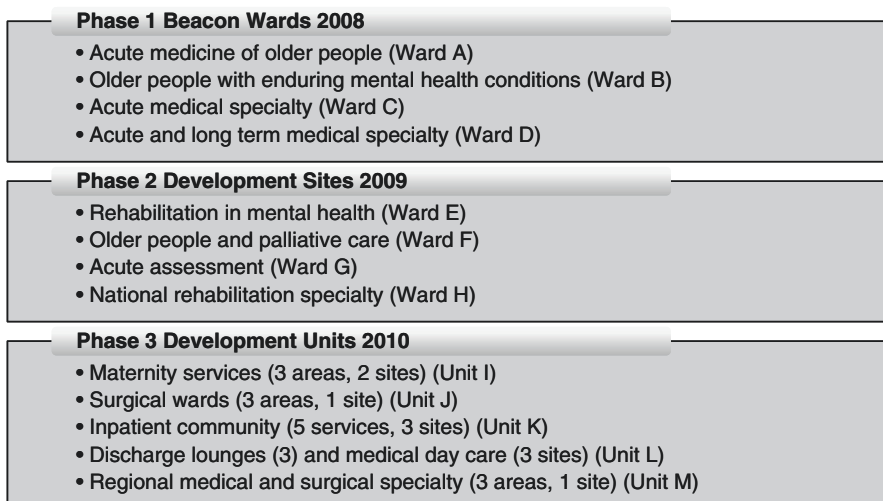 Phase 1 Beacon Wards 2008
• Acute medicine of older people (Ward A)
• Older people with enduring mental health conditions (Ward B)
• Acute medical specialty (Ward C)
• Acute and long term medical specialty (Ward D)
Phase 2 Development Sites 2009
• Rehabilitation in mental health (Ward E)
• Older people and palliative care (Ward F)
• Acute assessment (Ward G)
• National rehabilitation specialty (Ward H)
Phase 3 Development Units 2010
• Maternity services (3 areas, 2 sites) (Unit I)
• Surgical wards (3 areas, 1 site) (Unit J)
• Inpatient community (5 services, 3 sites) (Unit K)
• Discharge lounges (3) and medical day care (3 sites) (Unit L)
• Regional medical and surgical specialty (3 areas, 1 site) (Unit M)